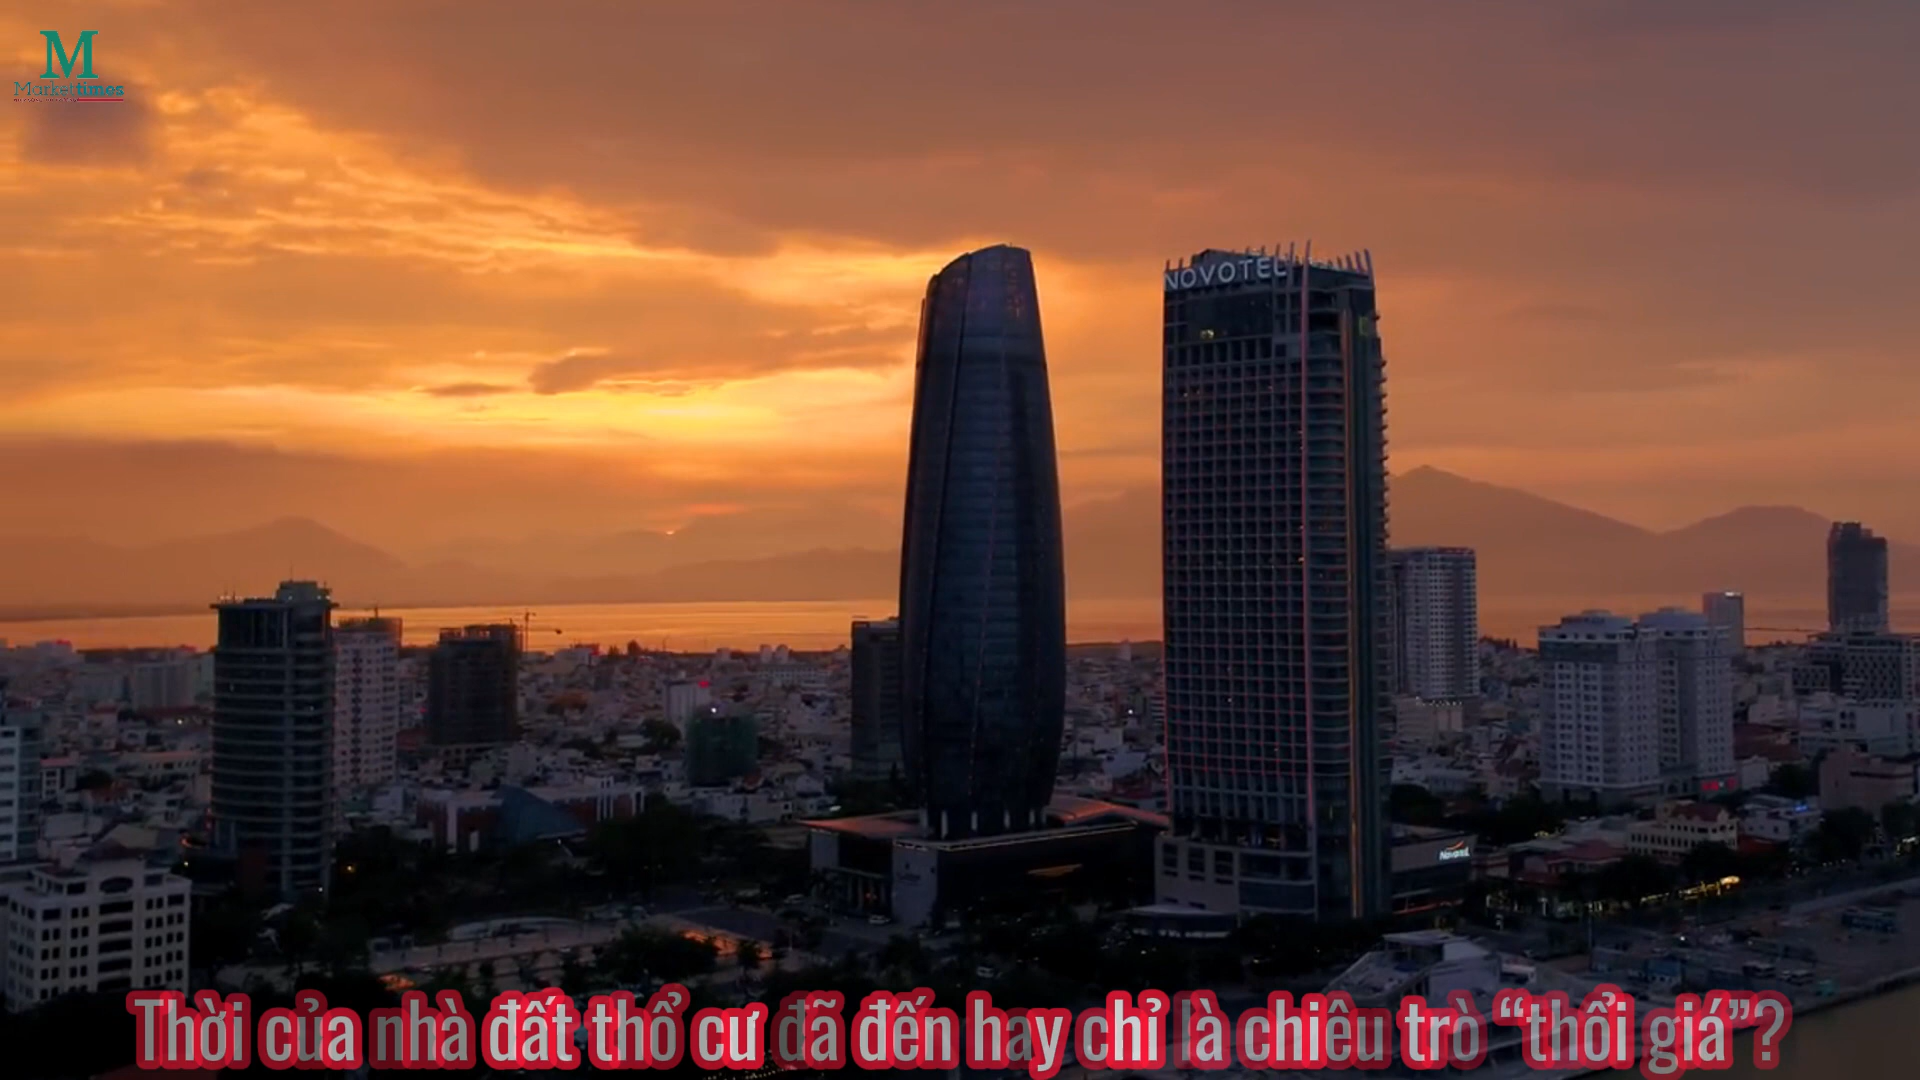 M
Markettimes
NOVOTEL
Novotel
Thời của nhà đất thổ cư đã đến hay chỉ là chiêu trò “thổi giá”?